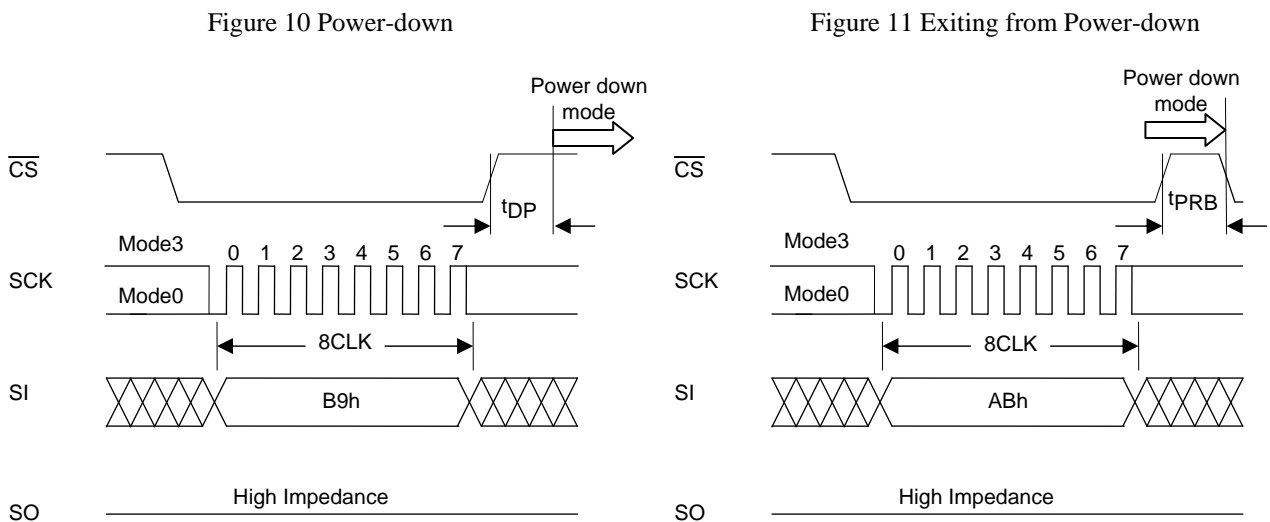 Figure 10 Power-down
Power down
mode
CS
tDP
Mode3
0 1 2 3 4 5 6 7
SCK
Mode0
8CLK
SI
B9h
High Impedance
SO
Figure 11 Exiting from Power-down
Power down
mode
CS
tPRB
Mode3
0 1 2 3 4 5 6 7
SCK
Mode0
8CLK
SI
ABh
High Impedance
SO